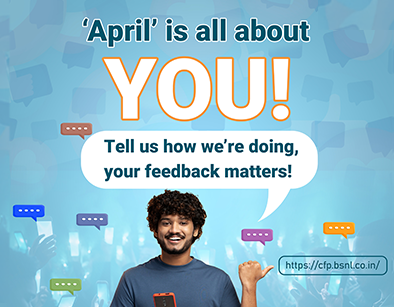 ‘April’ is all about
YOU!
Tell us how we’re doing,
your feedback matters!
https://cfp.bsnl.co.in/